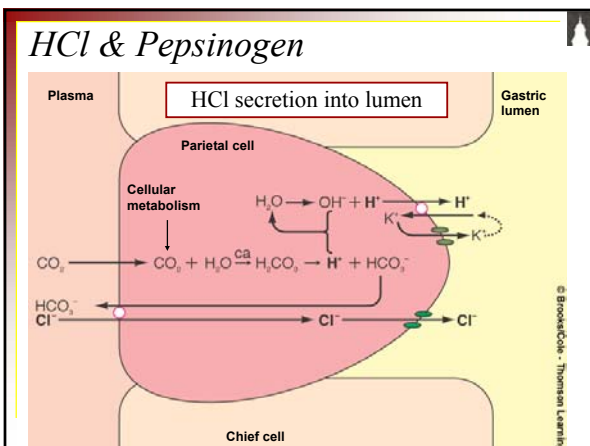 HCl & Pepsinogen
Plasma
HCl secretion into lumen
Gastric
lumen
Parietal cell
Cellular
metabolism
H₂O → OH⁻ + H⁺ → H⁺
K⁺
K⁺
CO₂ → CO₂ + H₂O ca → H₂CO₃ → H⁺ + HCO₃⁻
HCO₃⁻
Cl⁻ → Cl⁻ → Cl⁻
Chief cell
© Brooks/Cole - Thomson Learning